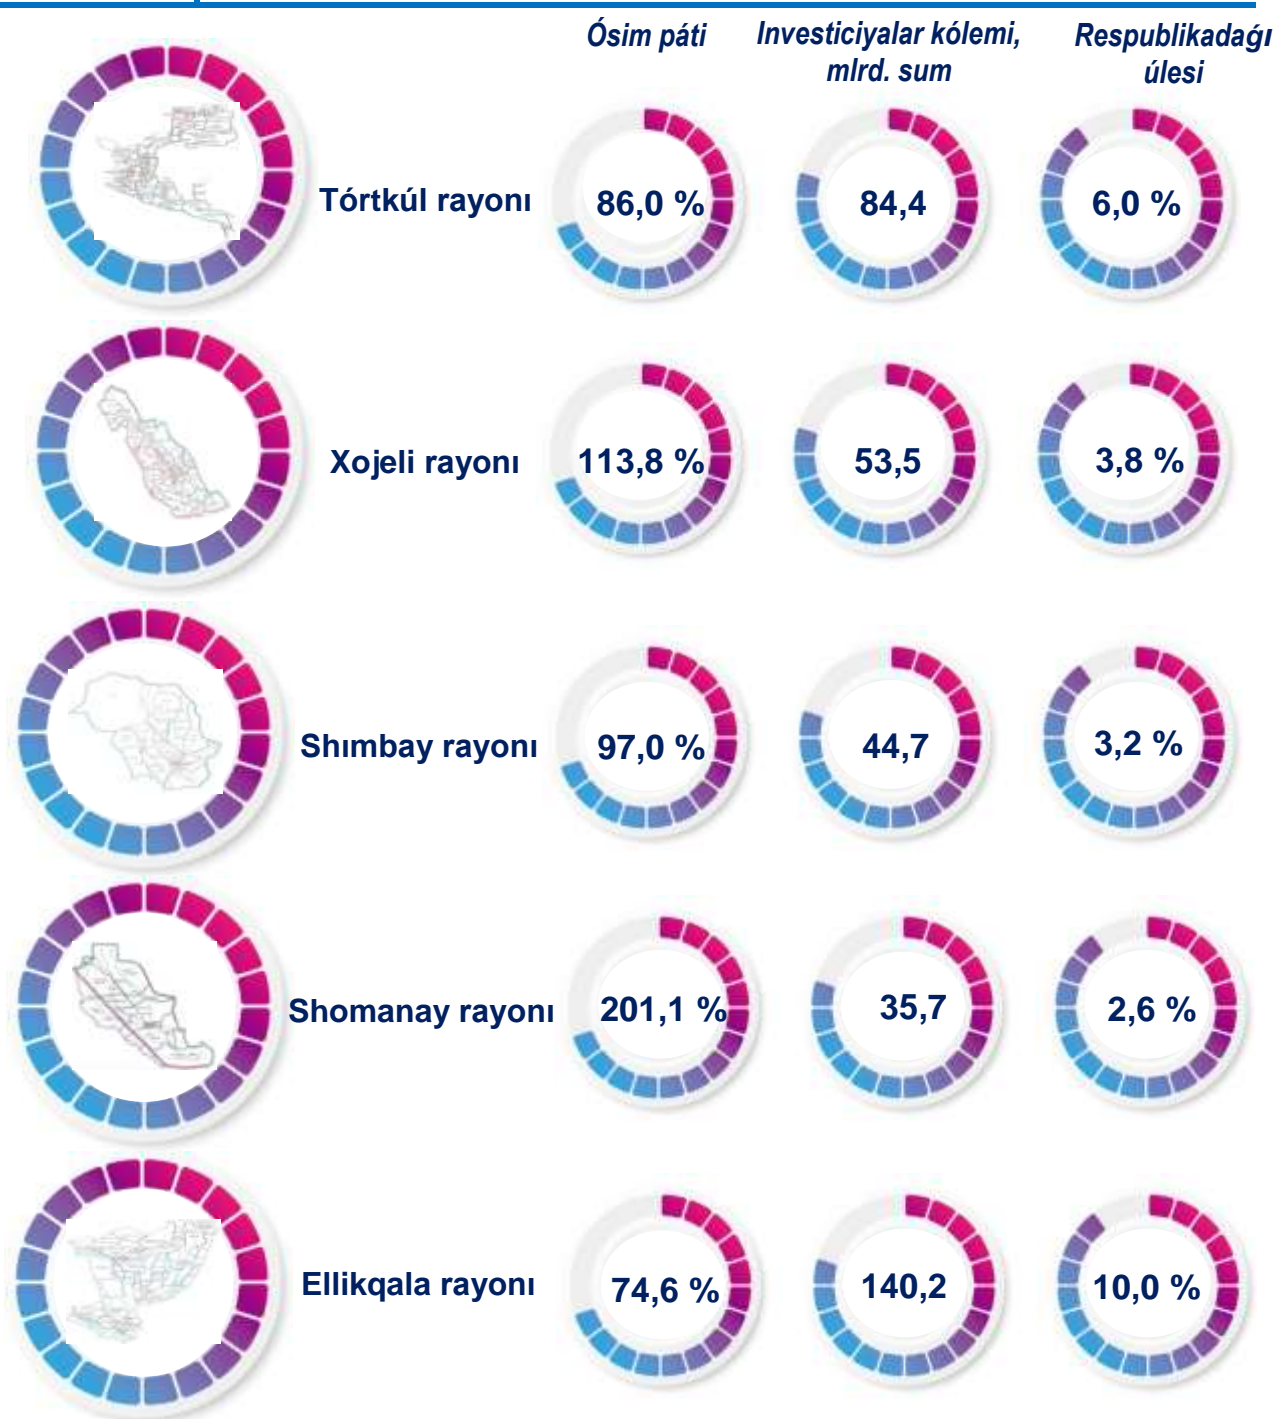 Ósim páti
Investiciyalar kólemi,
mlrd. sum
Respublikadaǵı
úlesi
Tórtkúl rayonı
86,0 %
84,4
6,0 %
Xojeli rayonı
113,8 %
53,5
3,8 %
Shımbay rayonı
97,0 %
44,7
3,2 %
Shomanay rayonı
201,1 %
35,7
2,6 %
Ellikqala rayonı
74,6 %
140,2
10,0 %